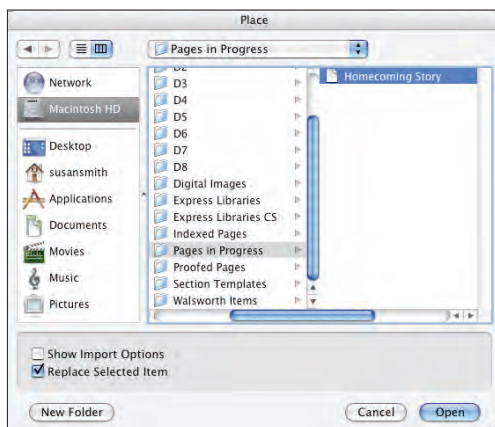 Place
Pages in Progress
Network
Macintosh HD
Desktop
susansmith
Applications
Documents
Movies
Music
Pictures
D2
D3
D4
D5
D6
D7
D8
Digital Images
Express Libraries
Express Libraries CS
Indexed Pages
Pages in Progress
Proofed Pages
Section Templates
Walsworth Items
Homecoming Story
Show Import Options
Replace Selected Item
New Folder
Cancel
Open